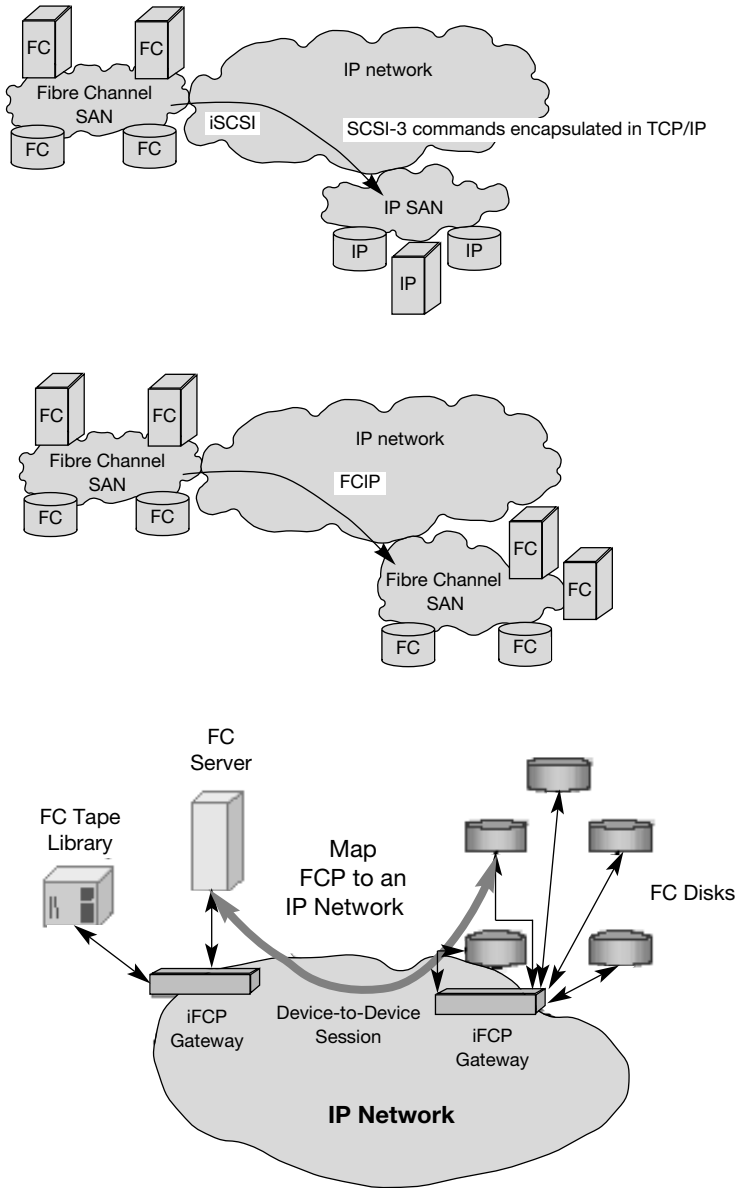 FC
FC
Fibre Channel
SAN
FC
FC
IP network
iSCSI
SCSI-3 commands encapsulated in TCP/IP
IP SAN
IP
IP
IP
FC
FC
Fibre Channel
SAN
FC
FC
IP network
FCIP
FC
Fibre Channel
SAN
FC
FC
FC
FC
Server
FC Tape
Library
Map
FCP to an
IP Network
FC Disks
iFCP
Gateway
Device-to-Device
Session
iFCP
Gateway
IP Network